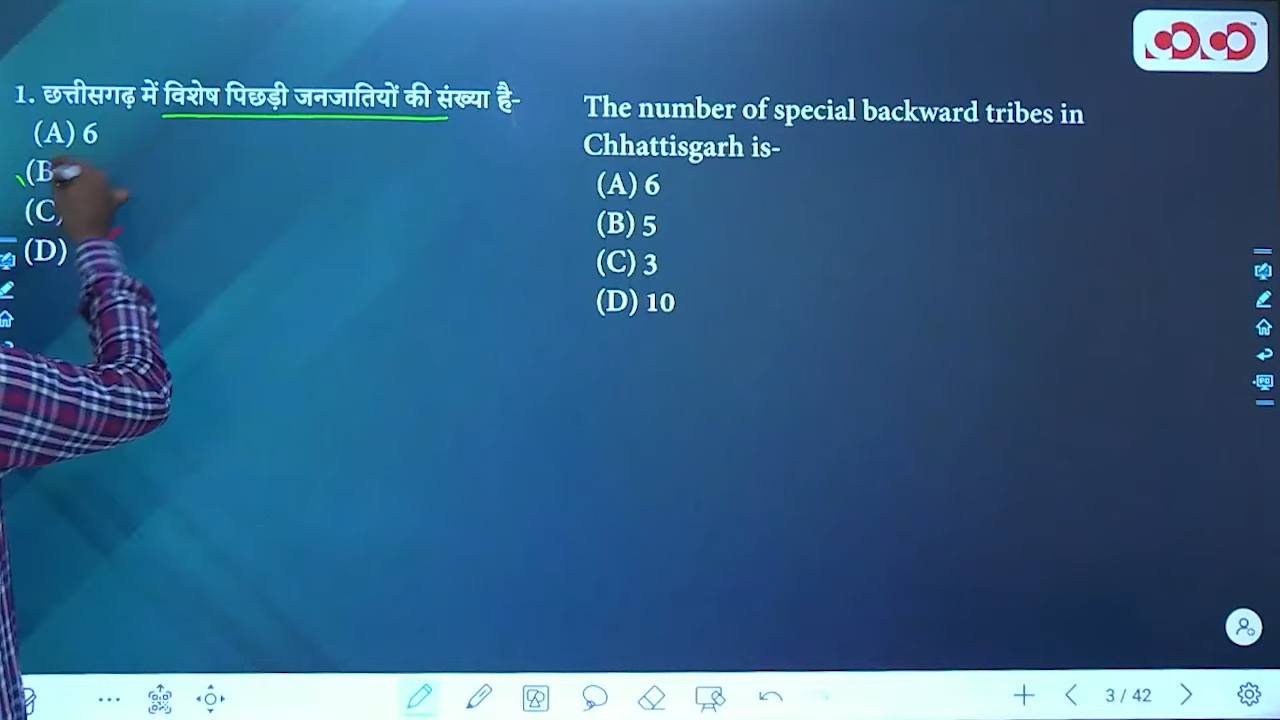 1. छत्तीसगढ़ में विशेष पिछड़ी जनजातियों की संख्या है-
(A) 6
(B
(C)
(D)
The number of special backward tribes in
Chhattisgarh is-
(A) 6
(B) 5
(C) 3
(D) 10
3 / 42